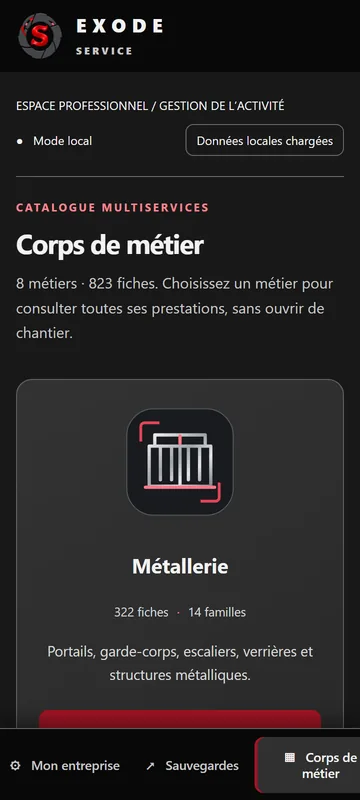 EXODE
SERVICE
ESPACE PROFESSIONNEL / GESTION DE L’ACTIVITÉ
Mode local
Données locales chargées
CATALOGUE MULTISERVICES
Corps de métier
8 métiers · 823 fiches. Choisissez un métier pour
consulter toutes ses prestations, sans ouvrir de
chantier.
Métallerie
322 fiches · 14 familles
Portails, garde-corps, escaliers, verrières et
structures métalliques.
Mon entreprise
Sauvegardes
Corps de
métier